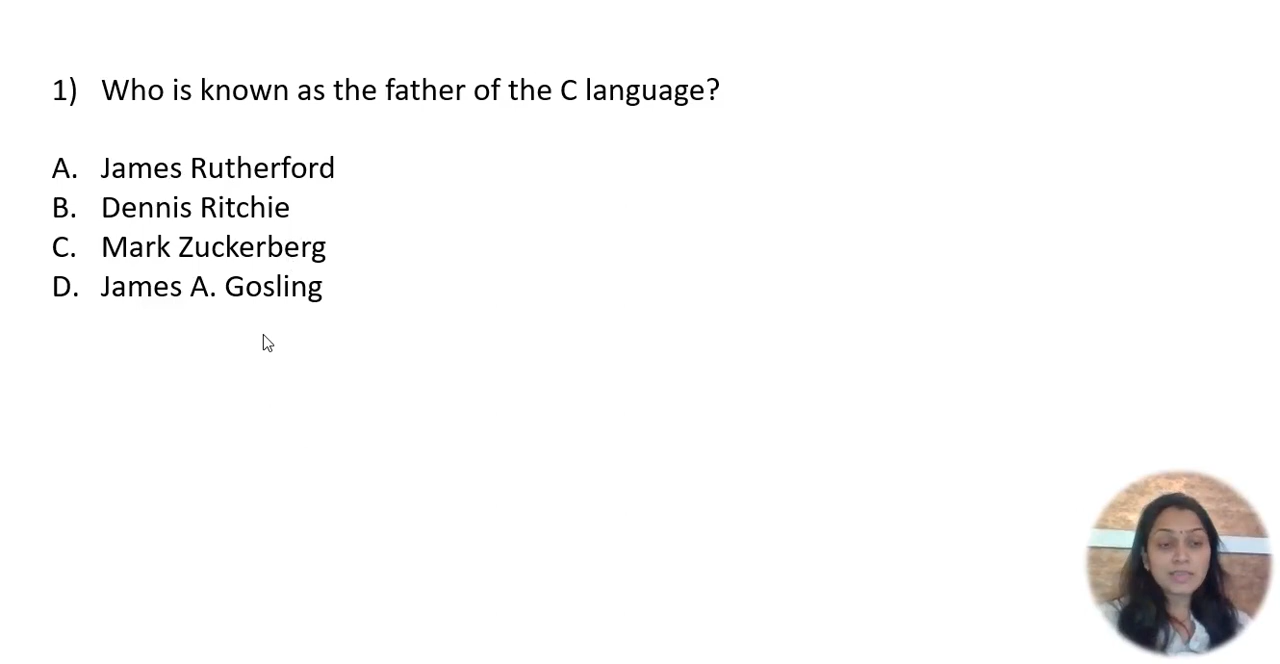 1) Who is known as the father of the C language?
A. James Rutherford
B. Dennis Ritchie
C. Mark Zuckerberg
D. James A. Gosling